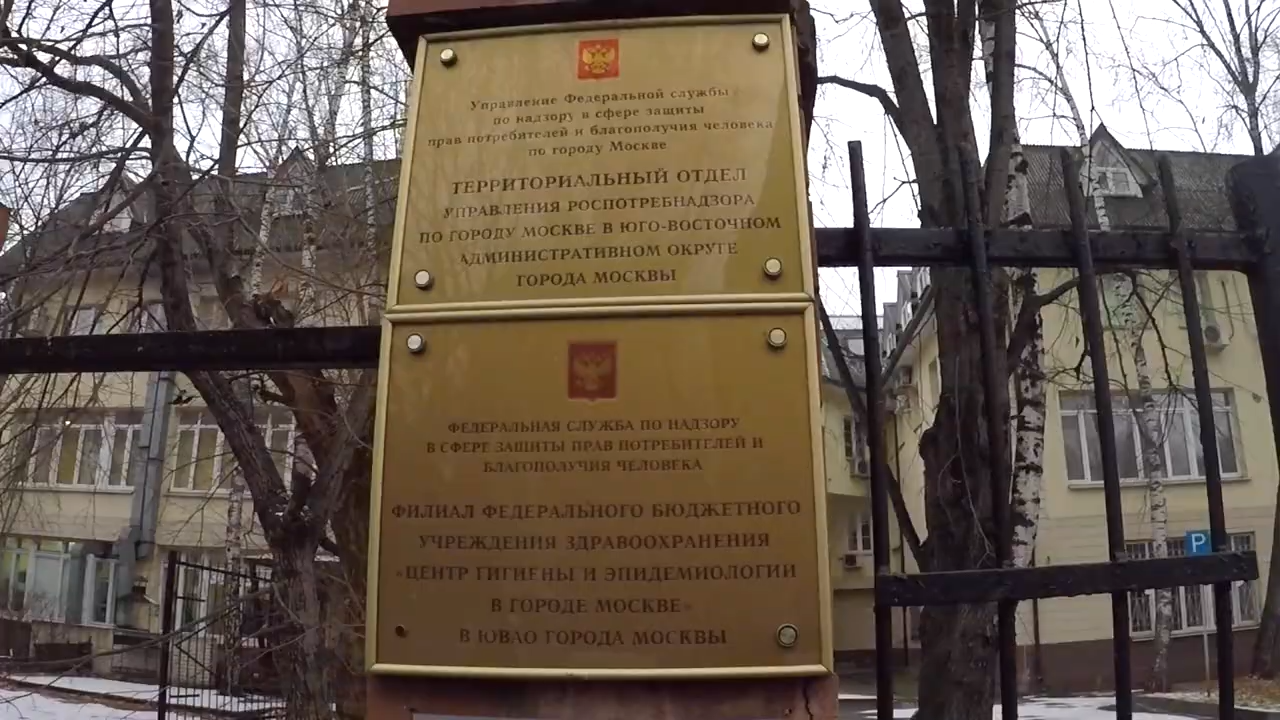 Управление Федеральной службы
по надзору в сфере защиты
прав потребителей и благополучия человека
по городу Москве
ТЕРРИТОРИАЛЬНЫЙ ОТДЕЛ
УПРАВЛЕНИЯ РОСПОТРЕБНАДЗОРА
ПО ГОРОДУ МОСКВЕ В ЮГО-ВОСТОЧНОМ
АДМИНИСТРАТИВНОМ ОКРУГЕ
ГОРОДА МОСКВЫ
ФЕДЕРАЛЬНАЯ СЛУЖБА ПО НАДЗОРУ
В СФЕРЕ ЗАЩИТЫ ПРАВ ПОТРЕБИТЕЛЕЙ И
БЛАГОПОЛУЧИЯ ЧЕЛОВЕКА
ФИЛИАЛ ФЕДЕРАЛЬНОГО БЮДЖЕТНОГО
УЧРЕЖДЕНИЯ ЗДРАВООХРАНЕНИЯ
«ЦЕНТР ГИГИЕНЫ И ЭПИДЕМИОЛОГИИ
В ГОРОДЕ МОСКВЕ»
В ЮВАО ГОРОДА МОСКВЫ
P